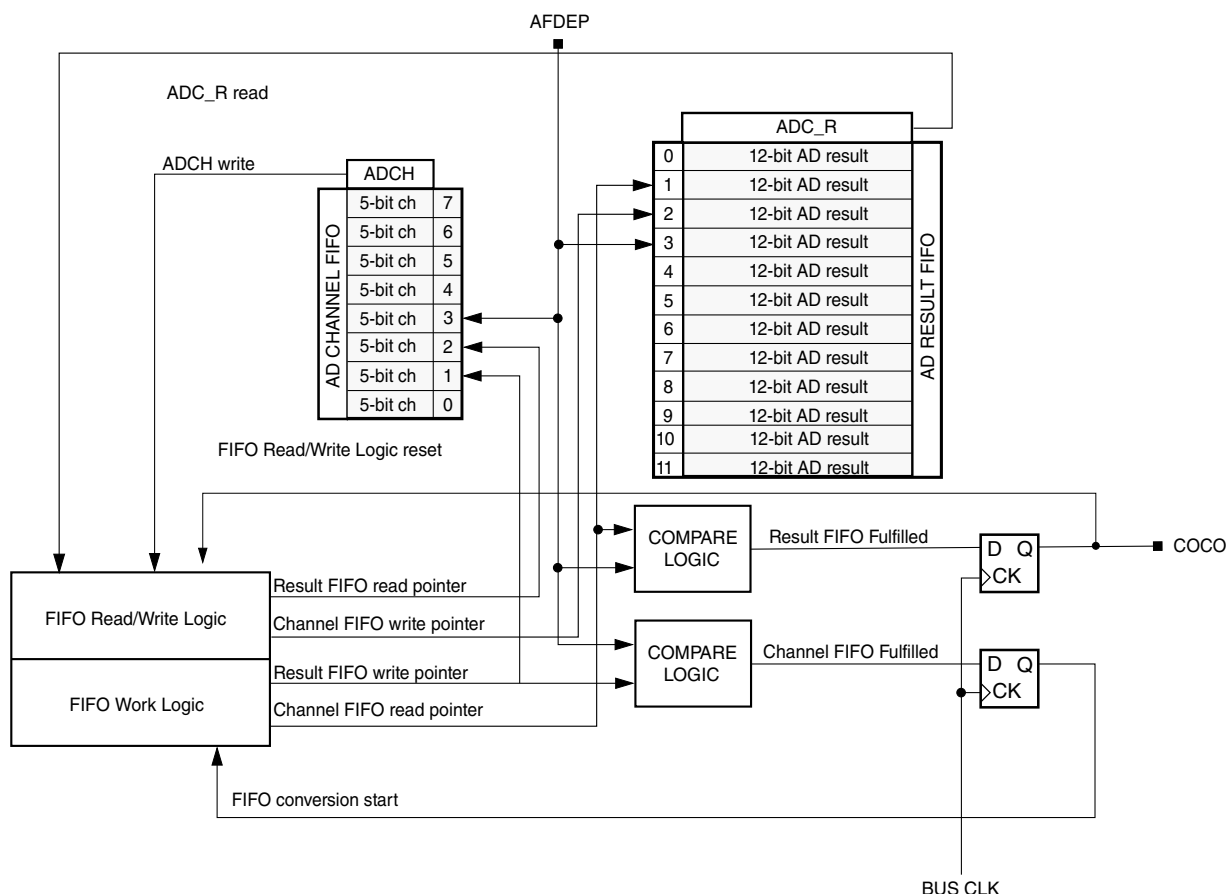 AFDEP
ADC_R read
ADCH write
ADCH
AD CHANNEL FIFO
5-bit ch 7
5-bit ch 6
5-bit ch 5
5-bit ch 4
5-bit ch 3
5-bit ch 2
5-bit ch 1
5-bit ch 0
ADC_R
0 12-bit AD result
1 12-bit AD result
2 12-bit AD result
3 12-bit AD result
4 12-bit AD result
5 12-bit AD result
6 12-bit AD result
7 12-bit AD result
8 12-bit AD result
9 12-bit AD result
10 12-bit AD result
11 12-bit AD result
AD RESULT FIFO
FIFO Read/Write Logic reset
COMPARE
LOGIC
Result FIFO Fulfilled
D Q
CK
COCO
FIFO Read/Write Logic
Result FIFO read pointer
Channel FIFO write pointer
FIFO Work Logic
Result FIFO write pointer
Channel FIFO read pointer
COMPARE
LOGIC
Channel FIFO Fulfilled
D Q
CK
FIFO conversion start
BUS CLK